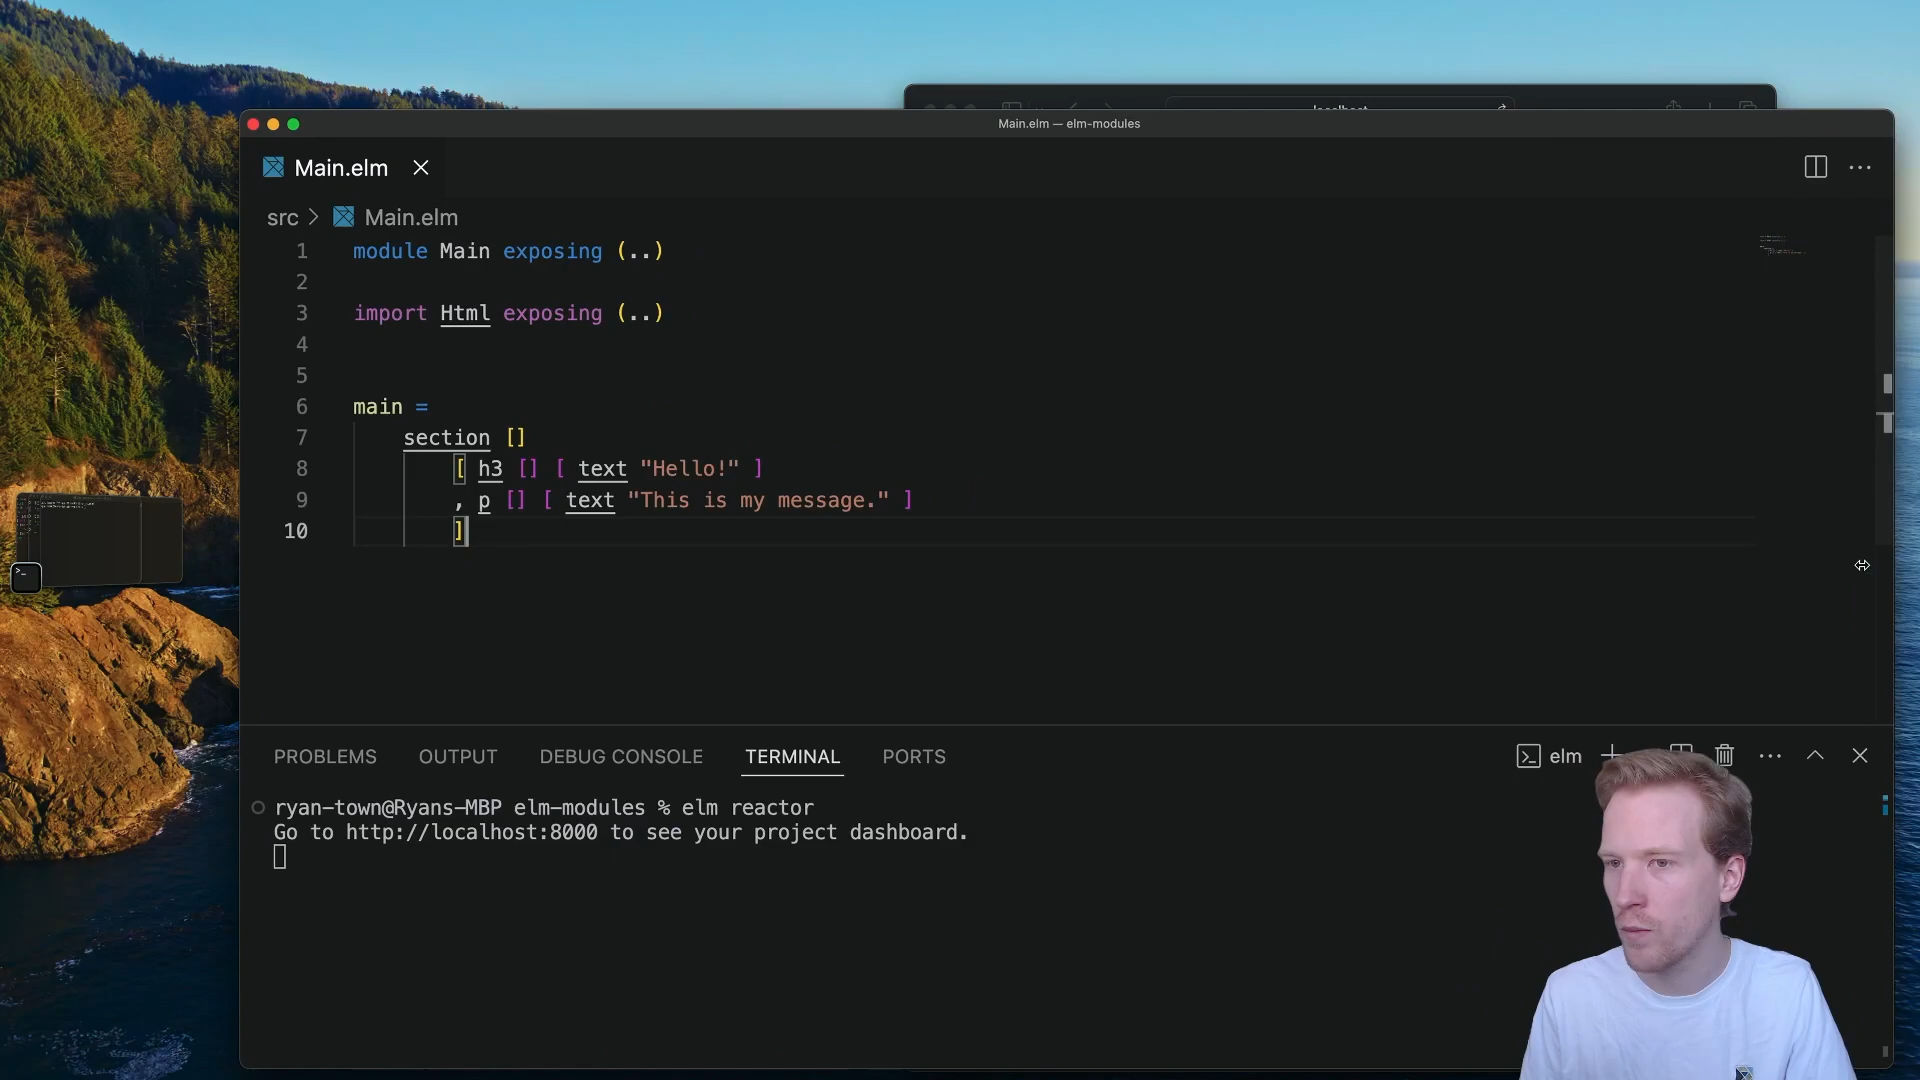 localhost
Main.elm — elm-modules
Main.elm
src > Main.elm
1 module Main exposing (..)
2
3 import Html exposing (..)
4
5
6 main =
7 section []
8 [ h3 [] [ text "Hello!" ]
9 , p [] [ text "This is my message." ]
10 ]
PROBLEMS OUTPUT DEBUG CONSOLE TERMINAL PORTS elm
ryan-town@Ryans-MBP elm-modules % elm reactor
Go to http://localhost:8000 to see your project dashboard.